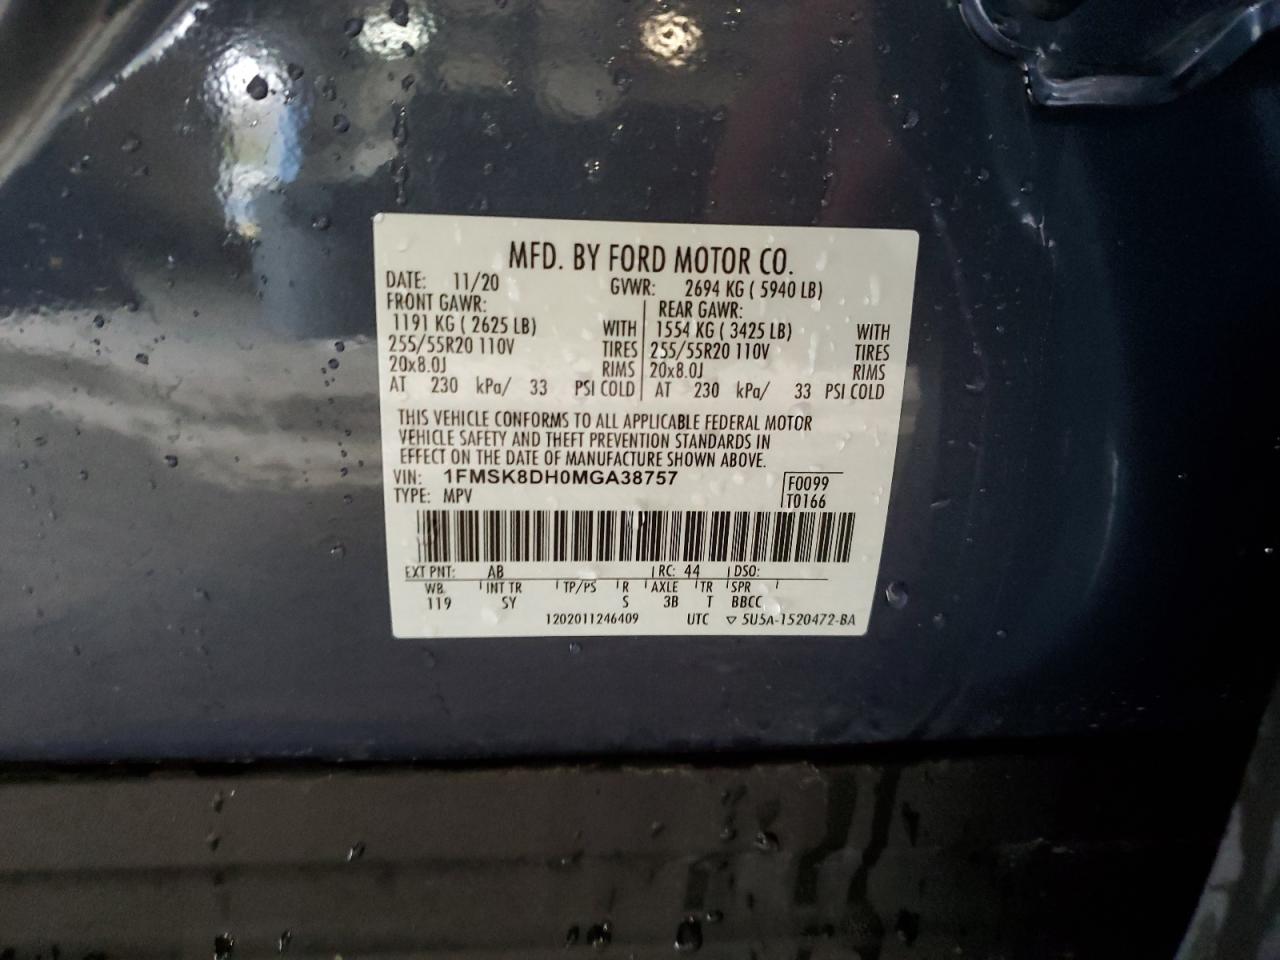 MFD. BY FORD MOTOR CO.
DATE: 11/20 GVWR: 2694 KG ( 5940 LB)
FRONT GAWR: REAR GAWR:
1191 KG ( 2625 LB) WITH 1554 KG ( 3425 LB) WITH
255/55R20 110V TIRES 255/55R20 110V TIRES
20x8.0J RIMS 20x8.0J RIMS
AT 230 kPa/ 33 PSI COLD AT 230 kPa/ 33 PSI COLD
THIS VEHICLE CONFORMS TO ALL APPLICABLE FEDERAL MOTOR
VEHICLE SAFETY AND THEFT PREVENTION STANDARDS IN
EFFECT ON THE DATE OF MANUFACTURE SHOWN ABOVE.
VIN: 1FMSK8DH0MGA38757 F0099
TYPE: MPV T0166
EXT PNT: AB RC: 44 DSO:
WB INT TR TP/PS R AXLE TR SPR
119 SY S 3B T BBCC
1202011246409 UTC ▽ 5U5A-1520472-BA